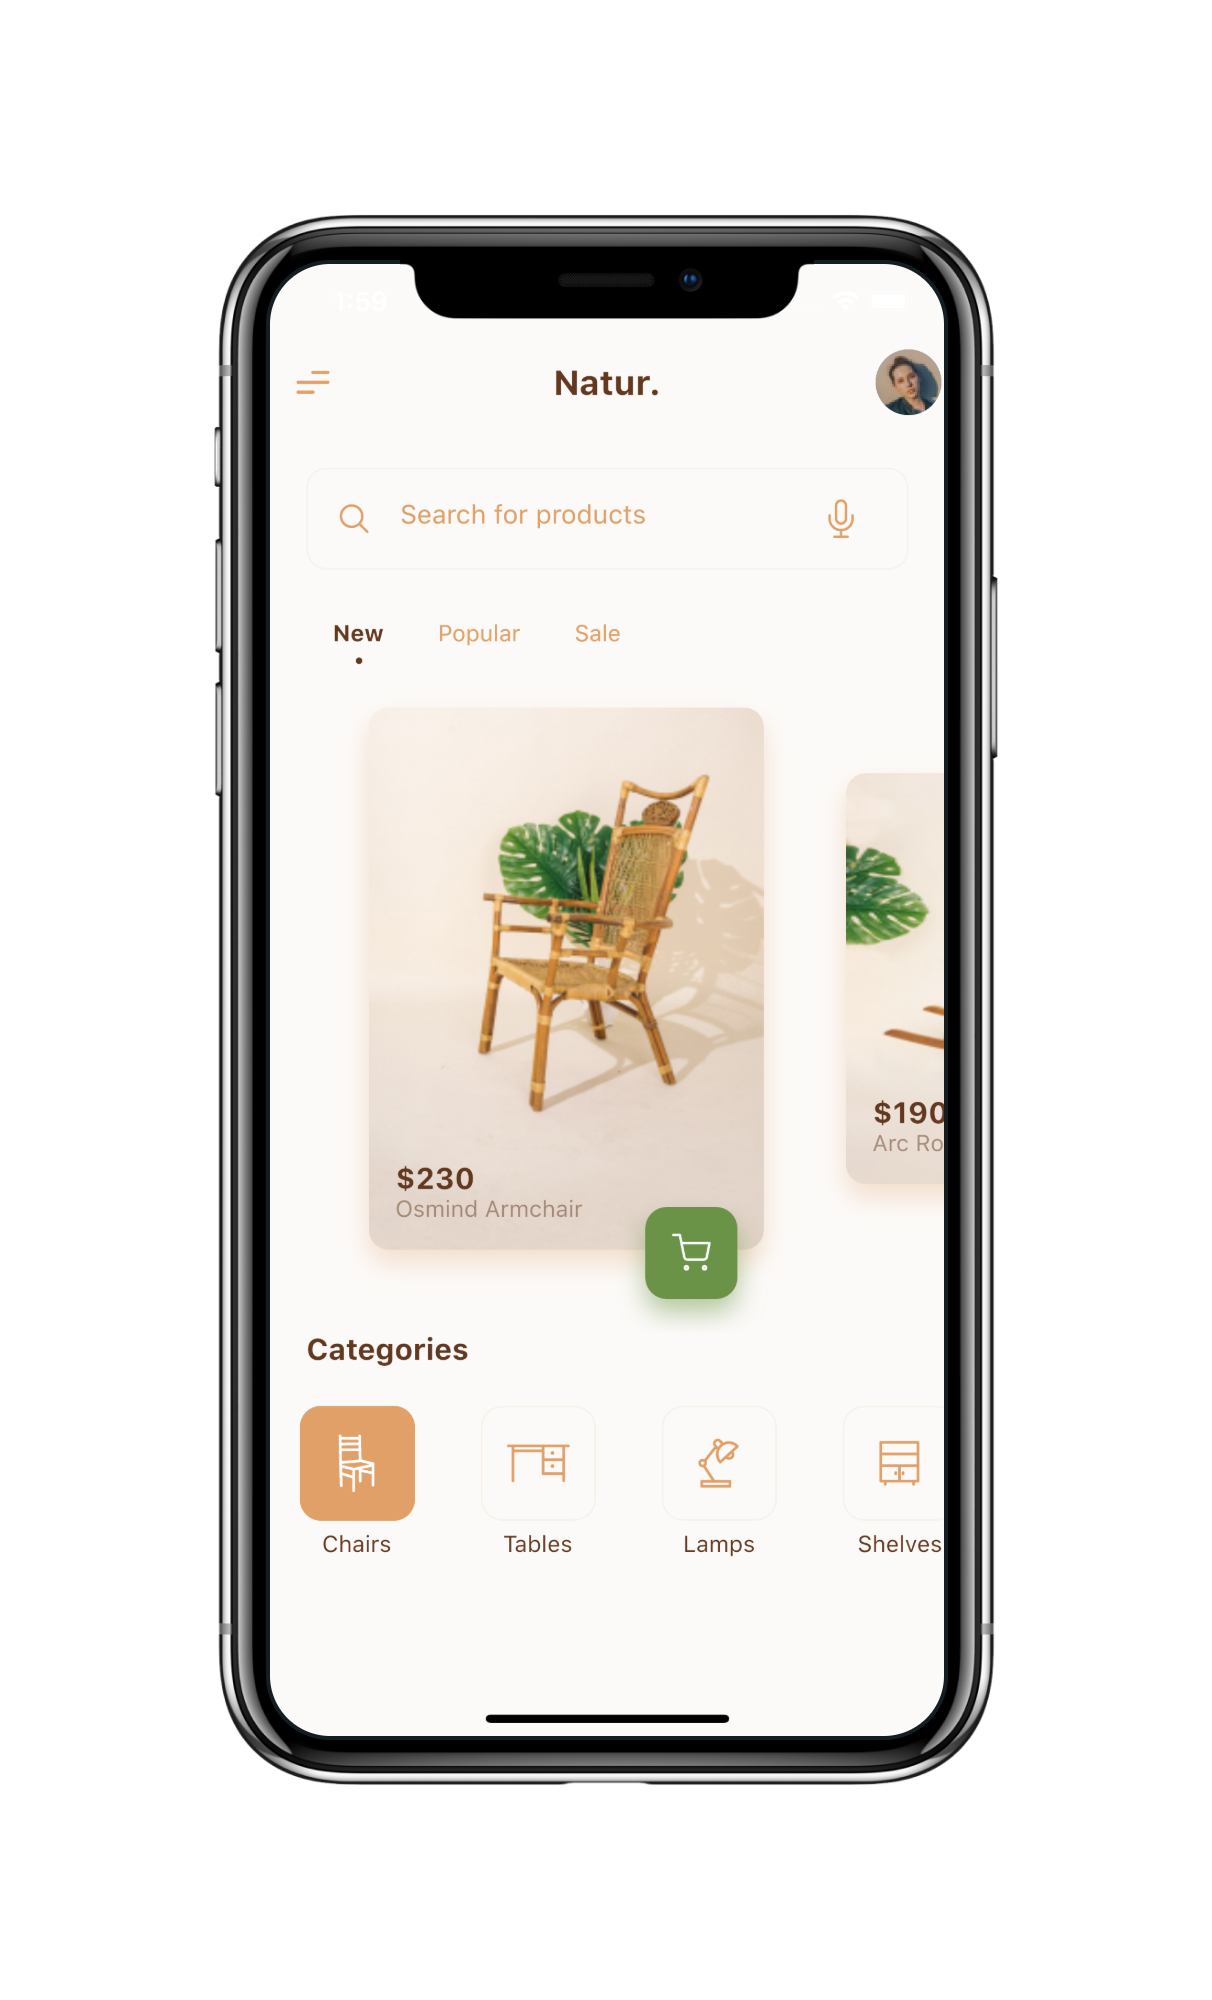 1:59
Natur.
Search for products
New Popular Sale
$230
Osmind Armchair
$190
Arc Ro
Categories
Chairs Tables Lamps Shelves